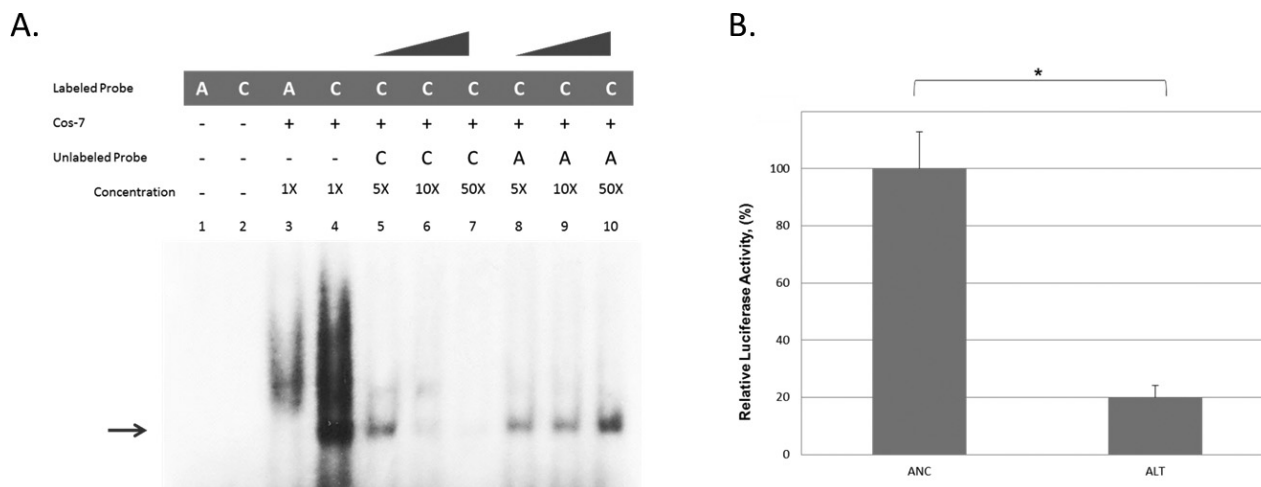 A.
Labeled Probe A C A C C C C C C C
Cos-7 - - + + + + + + + +
Unlabeled Probe - - - - C C C A A A
Concentration - - 1X 1X 5X 10X 50X 5X 10X 50X
1 2 3 4 5 6 7 8 9 10
B.
*
Relative Luciferase Activity, (%)
100
80
60
40
20
0
ANC ALT